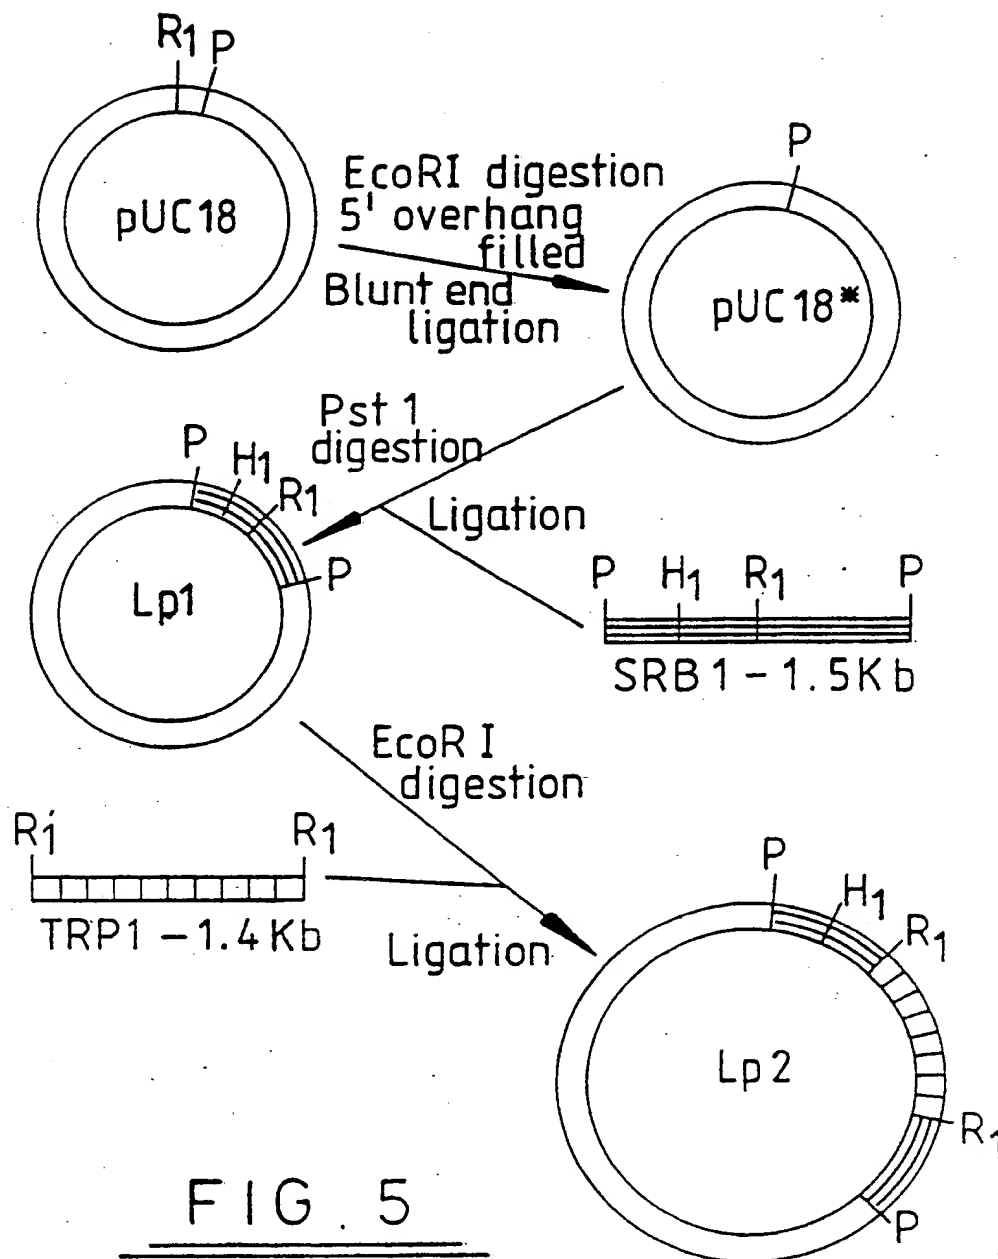 R1 P
pUC18
EcoRI digestion
5' overhang
filled
Blunt end
ligation
P
pUC18*
Pst 1
digestion
Ligation
P H1 R1 P
Lp1
P H1 R1 P
SRB1-1.5Kb
EcoR I
digestion
R1 R1
TRP1-1.4Kb
Ligation
P H1 R1
Lp2
R1
P
FIG. 5